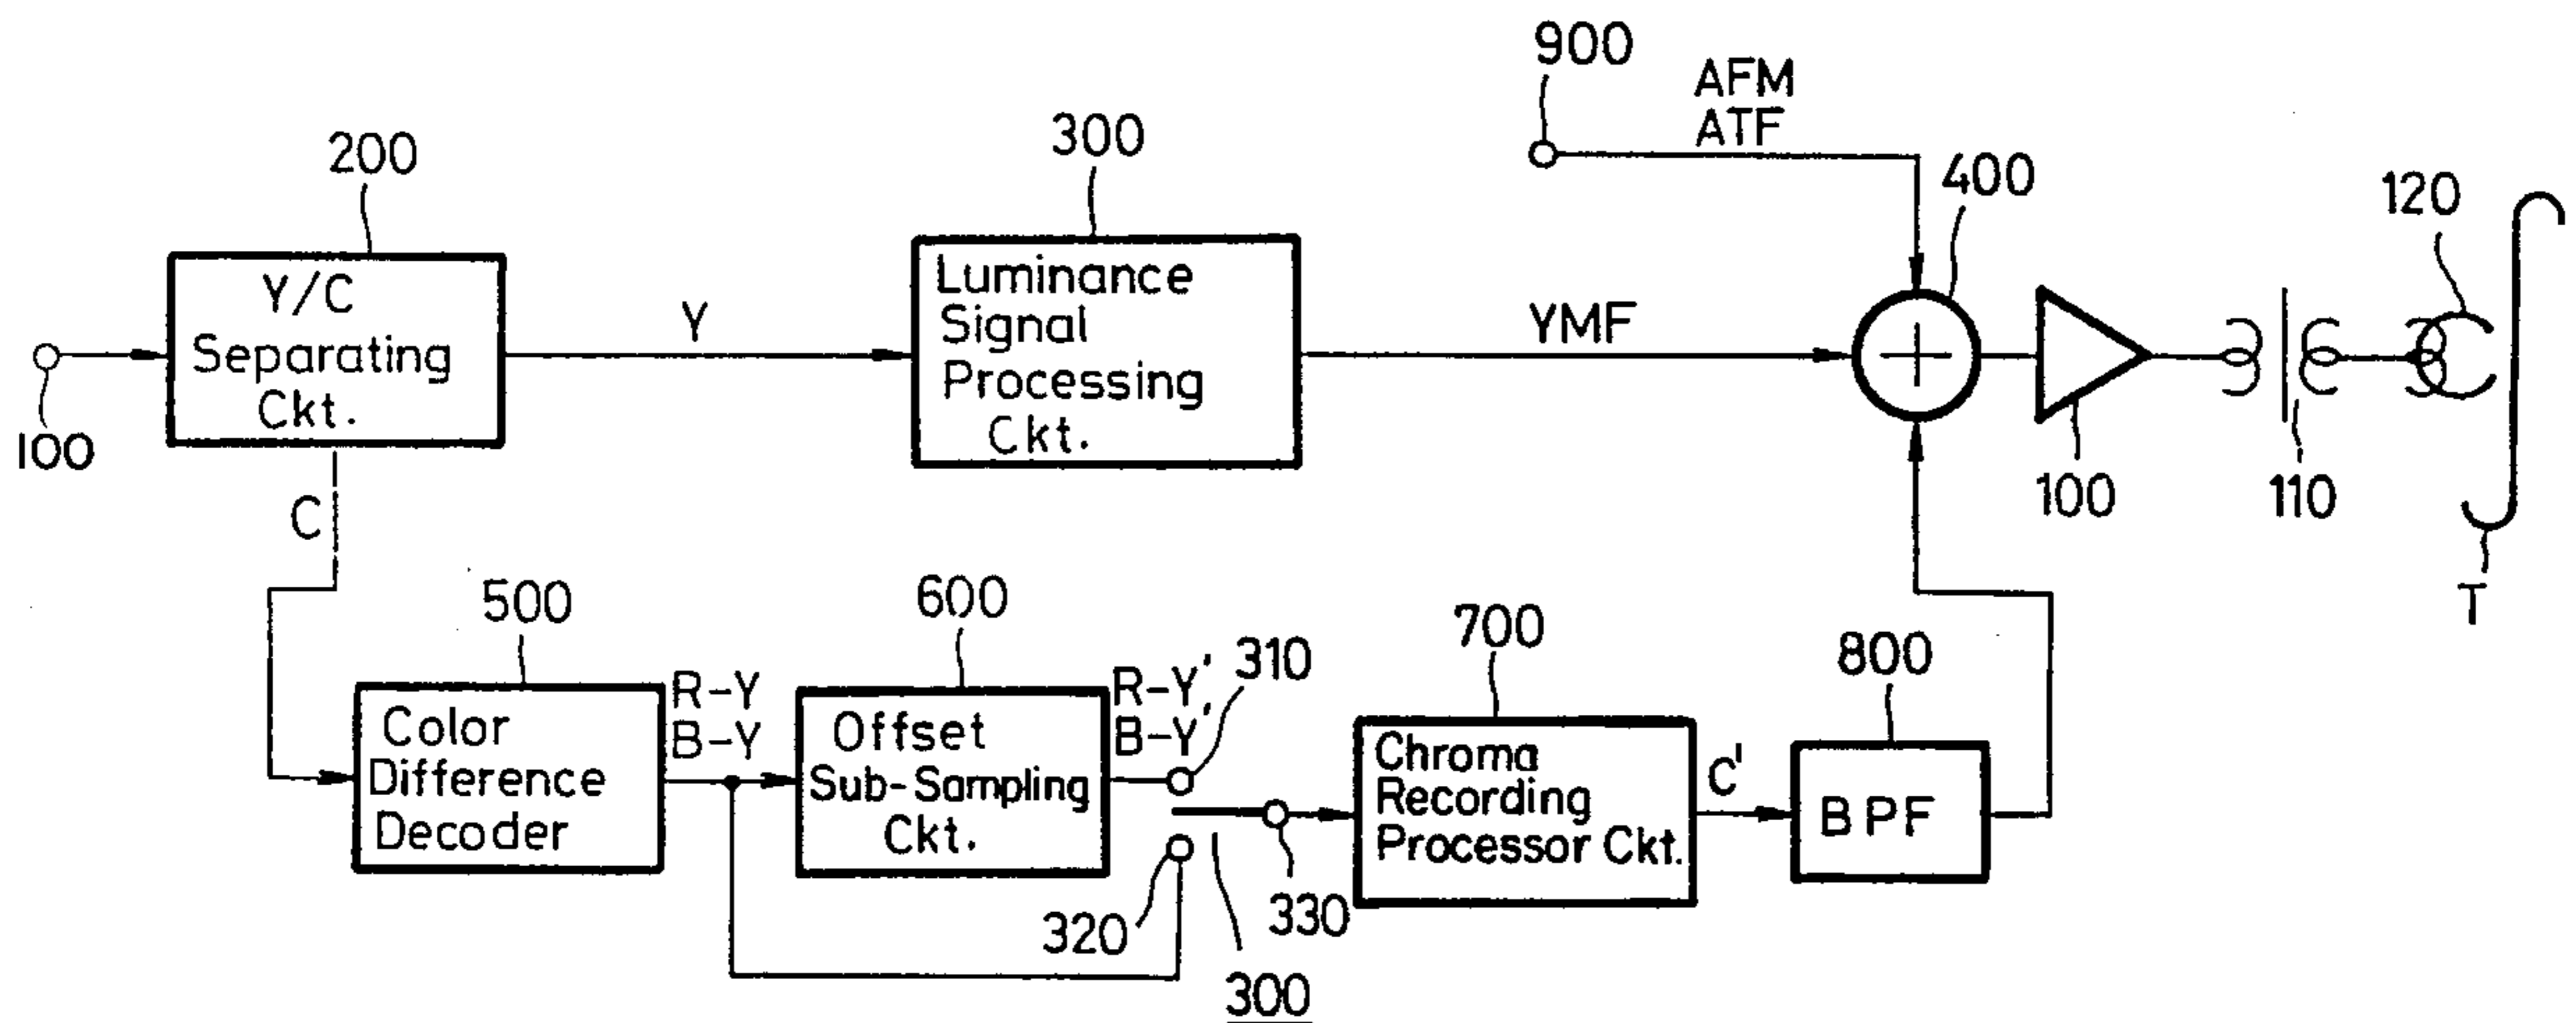 900
AFM
ATF
200
300
400
120
Y/C
Separating
Ckt.
Y
Luminance
Signal
Processing
Ckt.
YMF
100
C
100
110
T
500
600
700
800
310
R-Y
B-Y
R-Y'
B-Y'
Color
Difference
Decoder
Offset
Sub-Sampling
Ckt.
Chroma
Recording
Processor Ckt.
C'
BPF
320
330
300